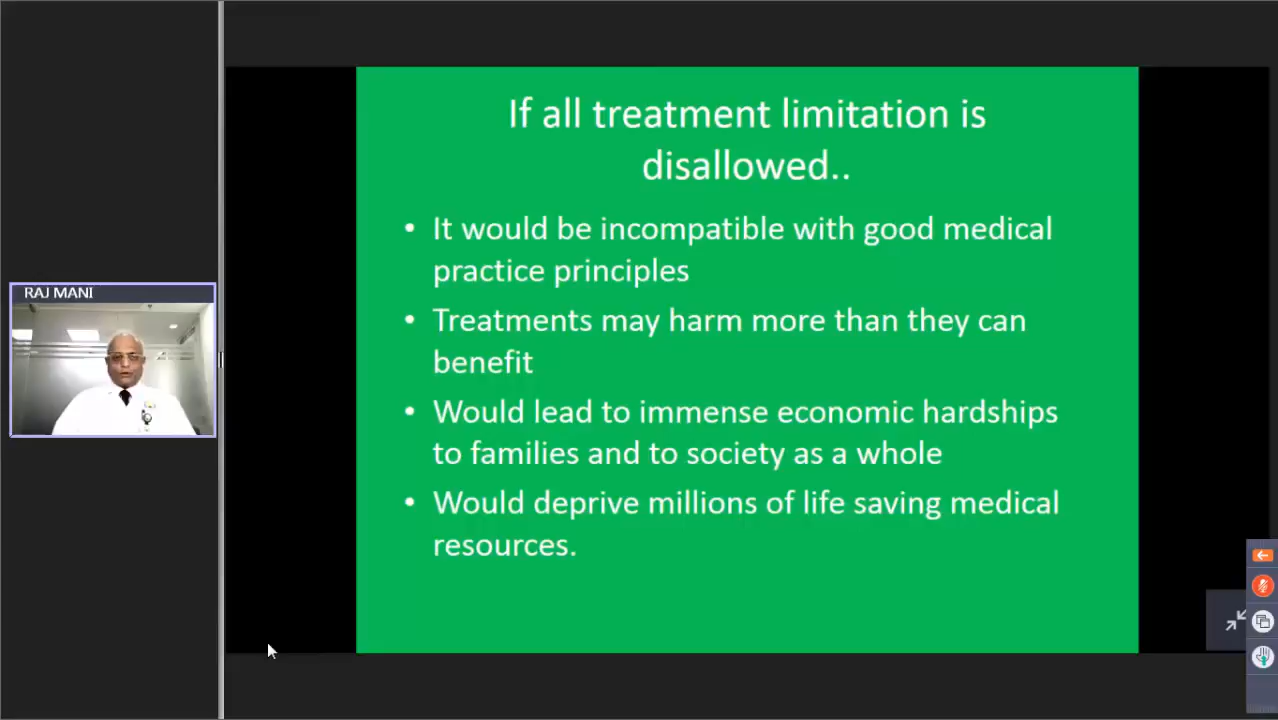 RAJ MANI
If all treatment limitation is
disallowed..
• It would be incompatible with good medical
practice principles
• Treatments may harm more than they can
benefit
• Would lead to immense economic hardships
to families and to society as a whole
• Would deprive millions of life saving medical
resources.